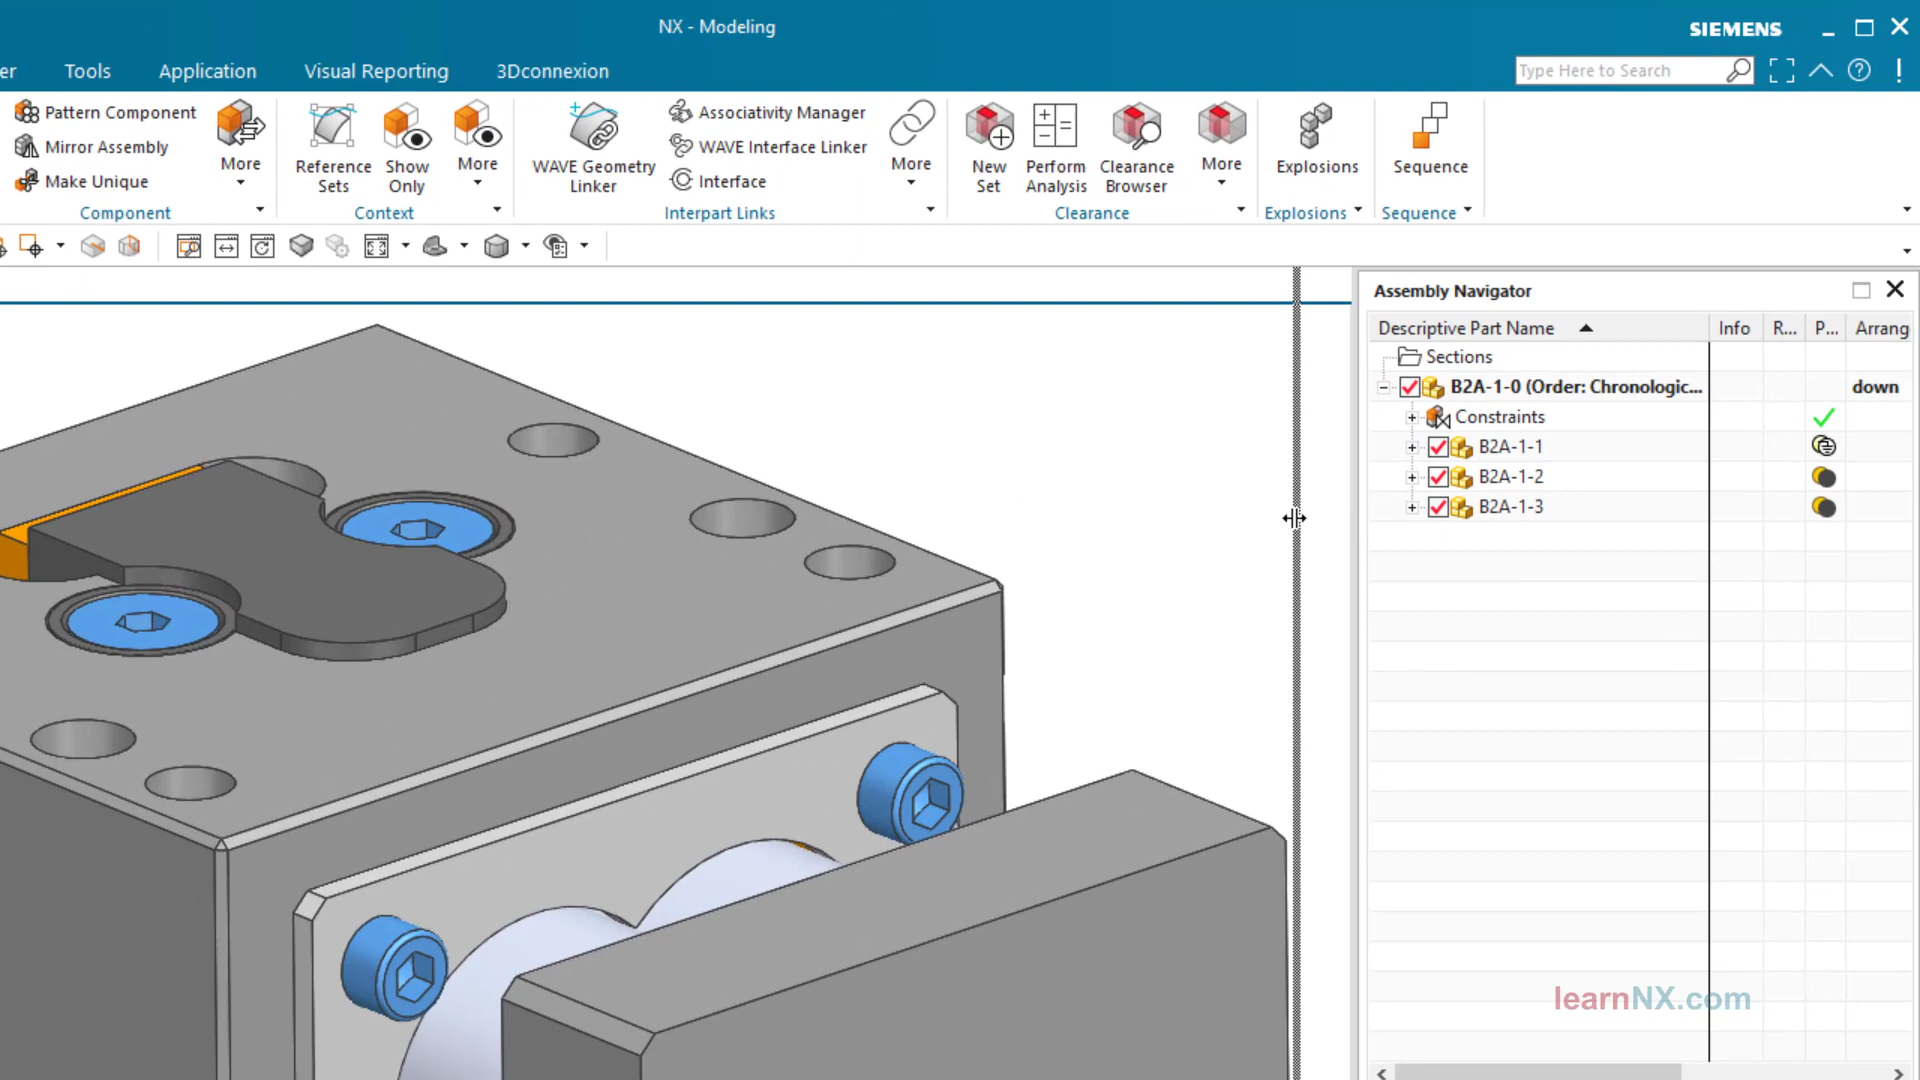 NX - Modeling
SIEMENS
er Tools Application Visual Reporting 3Dconnexion
Type Here to Search
Pattern Component
Mirror Assembly
Make Unique
More
Component
Reference
Sets
Show
Only
More
Context
WAVE Geometry
Linker
Associativity Manager
WAVE Interface Linker
Interface
More
Interpart Links
New
Set
Perform
Analysis
Clearance
Browser
More
Clearance
Explosions
Explosions
Sequence
Sequence
Assembly Navigator
Descriptive Part Name Info R... P... Arrang
Sections
B2A-1-0 (Order: Chronologic... down
Constraints
B2A-1-1
B2A-1-2
B2A-1-3
learnNX.com